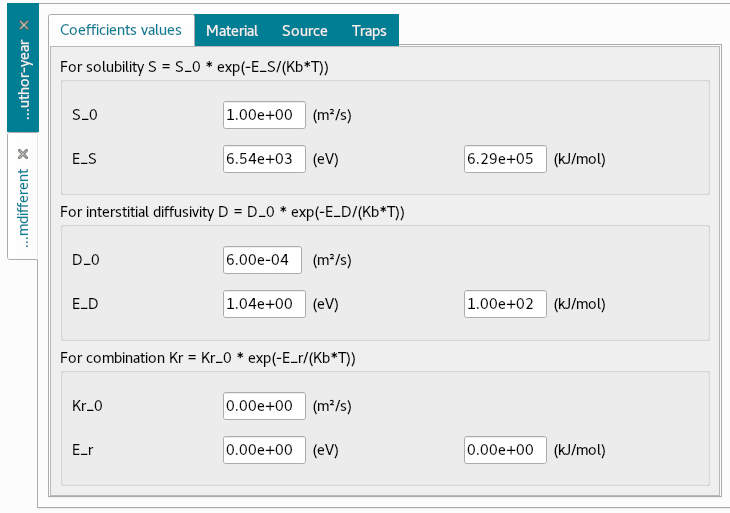 ...uthor-year
...mdifferent
Coefficients values Material Source Traps
For solubility S = S_0 * exp(-E_S/(Kb*T))
S_0 1.00e+00 (m²/s)
E_S 6.54e+03 (eV) 6.29e+05 (kJ/mol)
For interstitial diffusivity D = D_0 * exp(-E_D/(Kb*T))
D_0 6.00e-04 (m²/s)
E_D 1.04e+00 (eV) 1.00e+02 (kJ/mol)
For combination Kr = Kr_0 * exp(-E_r/(Kb*T))
Kr_0 0.00e+00 (m²/s)
E_r 0.00e+00 (eV) 0.00e+00 (kJ/mol)